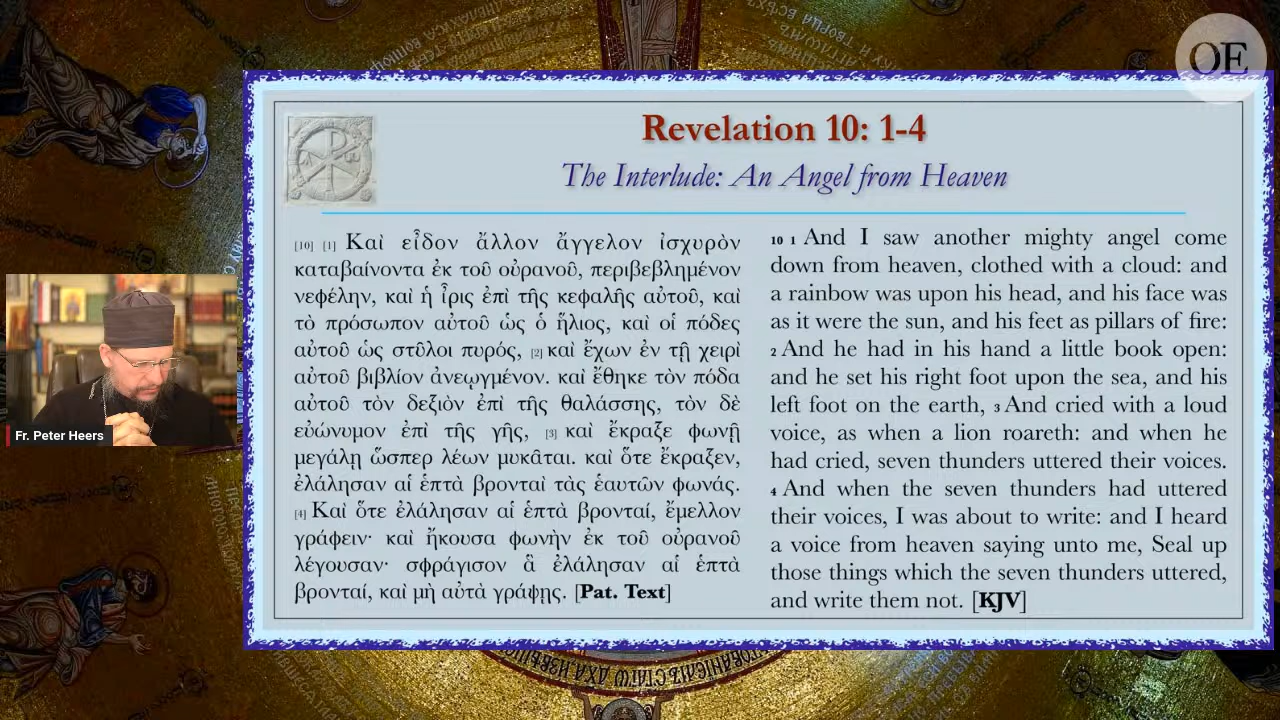 OE
Revelation 10: 1-4
The Interlude: An Angel from Heaven
[10] [1] Καὶ εἶδον ἄλλον ἄγγελον ἰσχυρὸν
καταβαίνοντα ἐκ τοῦ οὐρανοῦ, περιβεβλημένον
νεφέλην, καὶ ἡ ἶρις ἐπὶ τῆς κεφαλῆς αὐτοῦ, καὶ
τὸ πρόσωπον αὐτοῦ ὡς ὁ ἥλιος, καὶ οἱ πόδες
αὐτοῦ ὡς στῦλοι πυρός, [2] καὶ ἔχων ἐν τῇ χειρὶ
αὐτοῦ βιβλίον ἀνεῳγμένον. καὶ ἔθηκε τὸν πόδα
αὐτοῦ τὸν δεξιὸν ἐπὶ τῆς θαλάσσης, τὸν δὲ
εὐώνυμον ἐπὶ τῆς γῆς, [3] καὶ ἔκραξε φωνῇ
μεγάλῃ ὥσπερ λέων μυκᾶται. καὶ ὅτε ἔκραξεν,
ἐλάλησαν αἱ ἑπτὰ βρονταὶ τὰς ἑαυτῶν φωνάς.
[4] Καὶ ὅτε ἐλάλησαν αἱ ἑπτὰ βρονταί, ἔμελλον
γράφειν· καὶ ἤκουσα φωνὴν ἐκ τοῦ οὐρανοῦ
λέγουσαν· σφράγισον ἃ ἐλάλησαν αἱ ἑπτὰ
βρονταί, καὶ μὴ αὐτὰ γράφῃς. [Pat. Text]
10 1 And I saw another mighty angel come
down from heaven, clothed with a cloud: and
a rainbow was upon his head, and his face was
as it were the sun, and his feet as pillars of fire:
2 And he had in his hand a little book open:
and he set his right foot upon the sea, and his
left foot on the earth, 3 And cried with a loud
voice, as when a lion roareth: and when he
had cried, seven thunders uttered their voices.
4 And when the seven thunders had uttered
their voices, I was about to write: and I heard
a voice from heaven saying unto me, Seal up
those things which the seven thunders uttered,
and write them not. [KJV]
Fr. Peter Heers